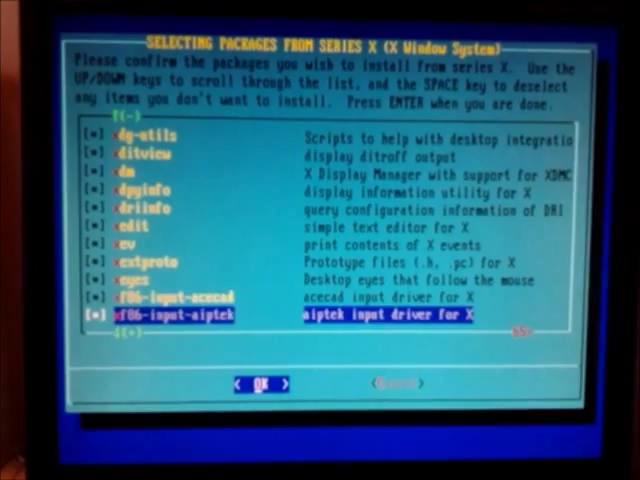 SELECTING PACKAGES FROM SERIES X (X Window System)
Please confirm the packages you wish to install from series X. Use the
UP/DOWN keys to scroll through the list, and the SPACE key to deselect
any items you don't want to install. Press ENTER when you are done.
↑(-)
[*] xdg-utils Scripts to help with desktop integratio
[*] xditview display ditroff output
[*] xdm X Display Manager with support for XDMC
[*] xdpyinfo display information utility for X
[*] xdriinfo query configuration information of DRI
[*] xedit simple text editor for X
[*] xev print contents of X events
[*] xextproto Prototype files (.h, .pc) for X
[*] xeyes Desktop eyes that follow the mouse
[*] xf86-input-acecad acecad input driver for X
[*] xf86-input-aiptek aiptek input driver for X
↓(+) 65%
< OK > <Cancel>